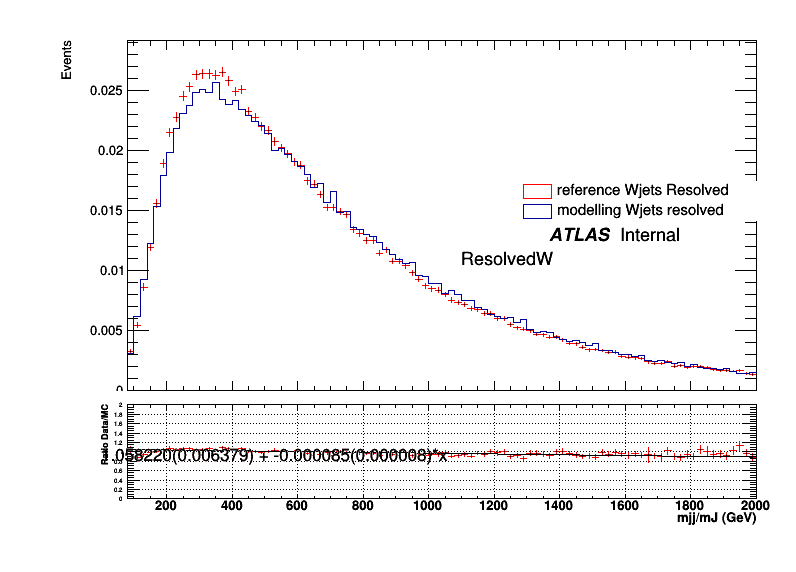 Events
0.025
0.02
0.015
0.01
0.005
0
reference Wjets Resolved
modelling Wjets resolved
ATLAS Internal
ResolvedW
Ratio Data/MC
2
1.8
1.6
1.4
1.2
1.0
0.8
0.6
0.4
0.2
0
.058220(0.006379) + -0.000085(0.000008)*x
200 400 600 800 1000 1200 1400 1600 1800 2000
mjj/mJ (GeV)